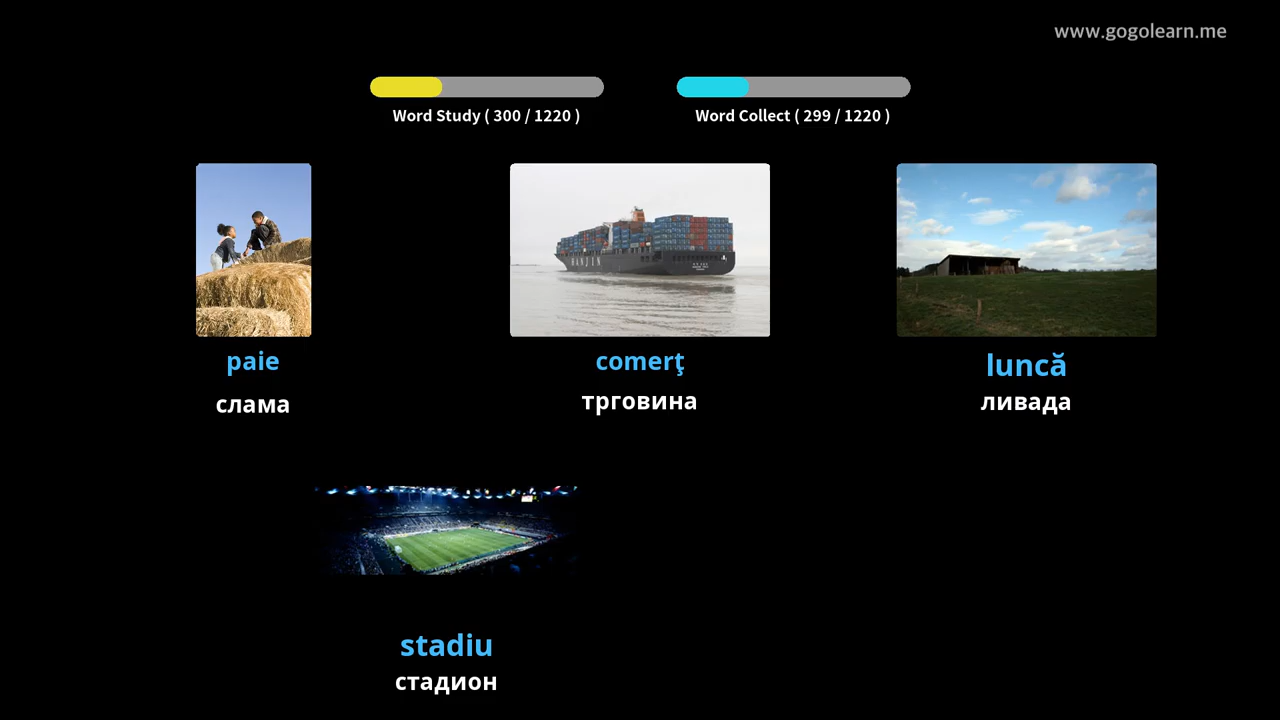 www.gogolearn.me
Word Study ( 300 / 1220 )
Word Collect ( 299 / 1220 )
HANJIN
paie
comerţ
luncă
слама
трговина
ливада
stadiu
стадион